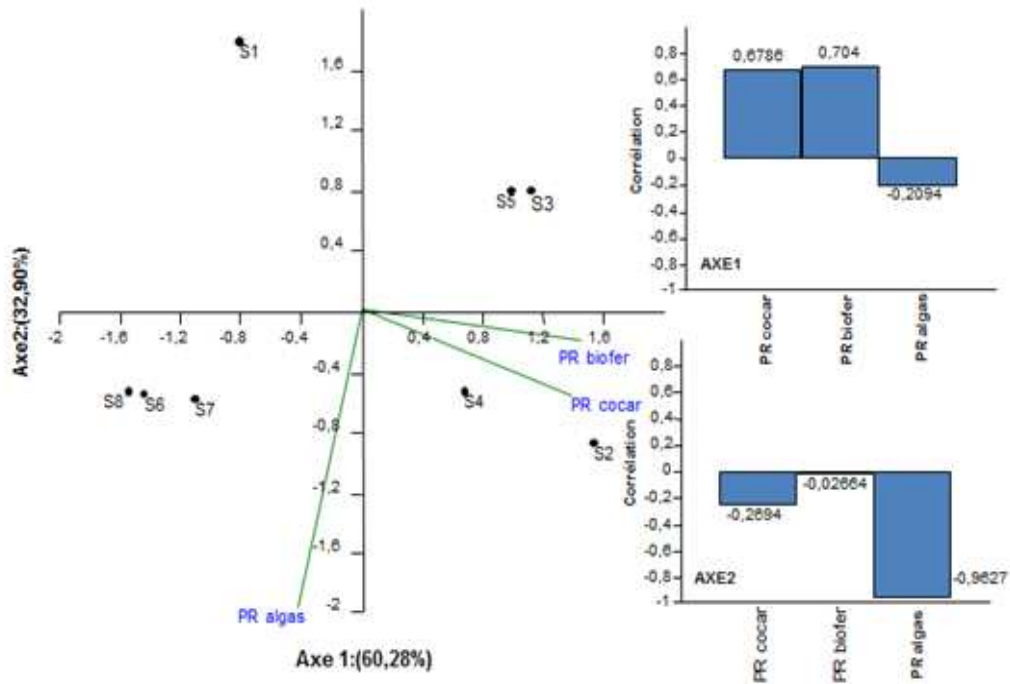 S1
1,6
1,2
S5
S3
0,8
0,4
Axe2:(32,90%)
-2
-1,6
-1,2
-0,8
-0,4
0,4
0,8
1,2
1,6
PR biofer
-0,4
PR cocar
S8
S6
S7
S4
-0,8
S2
-1,2
-1,6
-2
PR algas
Axe 1:(60,28%)
0,8
0,6
0,4
0,2
0
-0,2
-0,4
-0,6
-0,8
-1
Corrélation
0,6786
0,704
-0,2094
AXE1
PR cocar
PR biofer
PR algas
0,8
0,6
0,4
0,2
0
-0,2
-0,4
-0,6
-0,8
-1
Corrélation
-0,2694
-0,02664
-0,9627
AXE2
PR cocar
PR biofer
PR algas